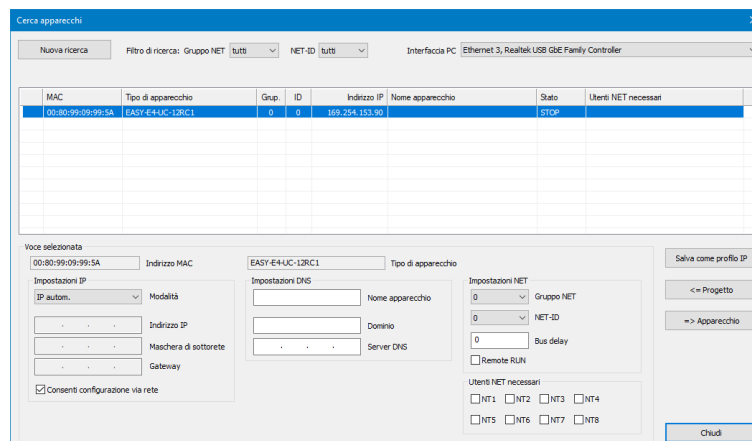 Cerca apparecchi
Nuova ricerca Filtro di ricerca: Gruppo NET tutti NET-ID tutti Interfaccia PC Ethernet 3, Realtek USB GbE Family Controller
MAC Tipo di apparecchio Grup. ID Indirizzo IP Nome apparecchio Stato Utenti NET necessari
00:80:99:09:99:5A EASY-E4-UC-12RC1 0 0 169.254.153.90 STOP
Voce selezionata
00:80:99:09:99:5A Indirizzo MAC EASY-E4-UC-12RC1 Tipo di apparecchio Salva come profilo IP
Impostazioni IP Impostazioni DNS Impostazioni NET
IP autom. Modalità Nome apparecchio 0 Gruppo NET <= Progetto
Indirizzo IP Dominio 0 NET-ID => Apparecchio
Maschera di sottorete Server DNS 0 Bus delay
Gateway Remote RUN
Consenti configurazione via rete Utenti NET necessari
NT1 NT2 NT3 NT4
NT5 NT6 NT7 NT8
Chiudi